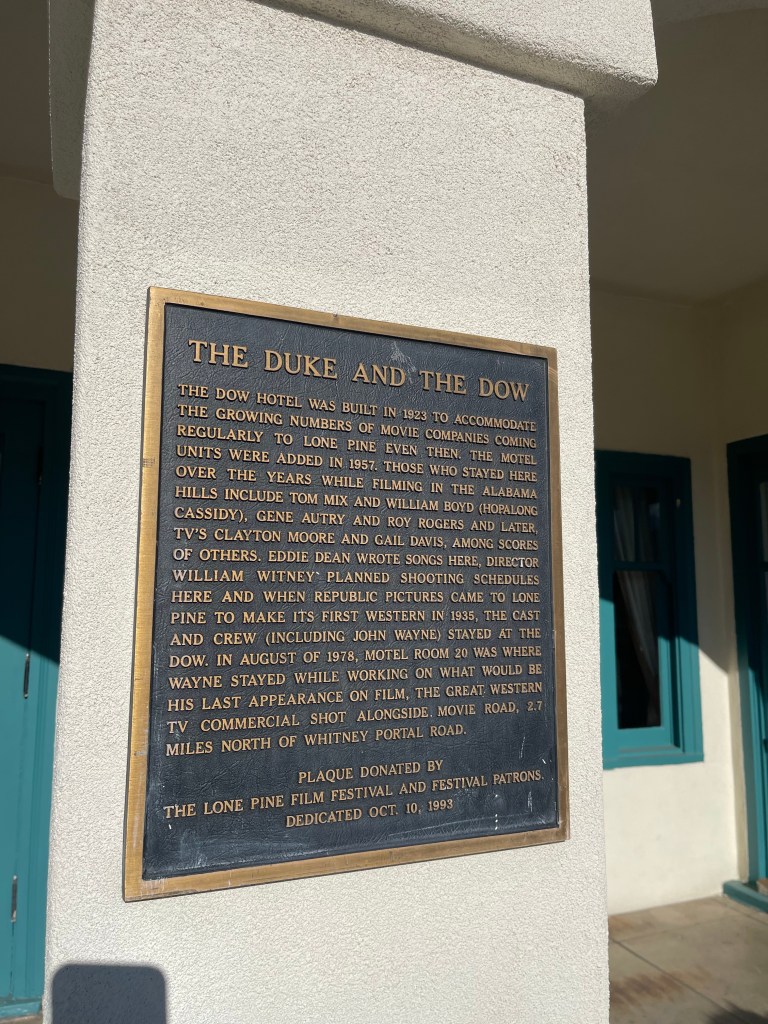 THE DUKE AND THE DOW
THE DOW HOTEL WAS BUILT IN 1923 TO ACCOMMODATE
THE GROWING NUMBERS OF MOVIE COMPANIES COMING
REGULARLY TO LONE PINE EVEN THEN. THE MOTEL
UNITS WERE ADDED IN 1957. THOSE WHO STAYED HERE
OVER THE YEARS WHILE FILMING IN THE ALABAMA
HILLS INCLUDE TOM MIX AND WILLIAM BOYD (HOPALONG
CASSIDY), GENE AUTRY AND ROY ROGERS AND LATER,
TV'S CLAYTON MOORE AND GAIL DAVIS, AMONG SCORES
OF OTHERS. EDDIE DEAN WROTE SONGS HERE, DIRECTOR
WILLIAM WITNEY PLANNED SHOOTING SCHEDULES
HERE AND WHEN REPUBLIC PICTURES CAME TO LONE
PINE TO MAKE ITS FIRST WESTERN IN 1935, THE CAST
AND CREW (INCLUDING JOHN WAYNE) STAYED AT THE
DOW. IN AUGUST OF 1978, MOTEL ROOM 20 WAS WHERE
WAYNE STAYED WHILE WORKING ON WHAT WOULD BE
HIS LAST APPEARANCE ON FILM, THE GREAT WESTERN
TV COMMERCIAL SHOT ALONGSIDE MOVIE ROAD, 2.7
MILES NORTH OF WHITNEY PORTAL ROAD.
PLAQUE DONATED BY
THE LONE PINE FILM FESTIVAL AND FESTIVAL PATRONS.
DEDICATED OCT. 10, 1993